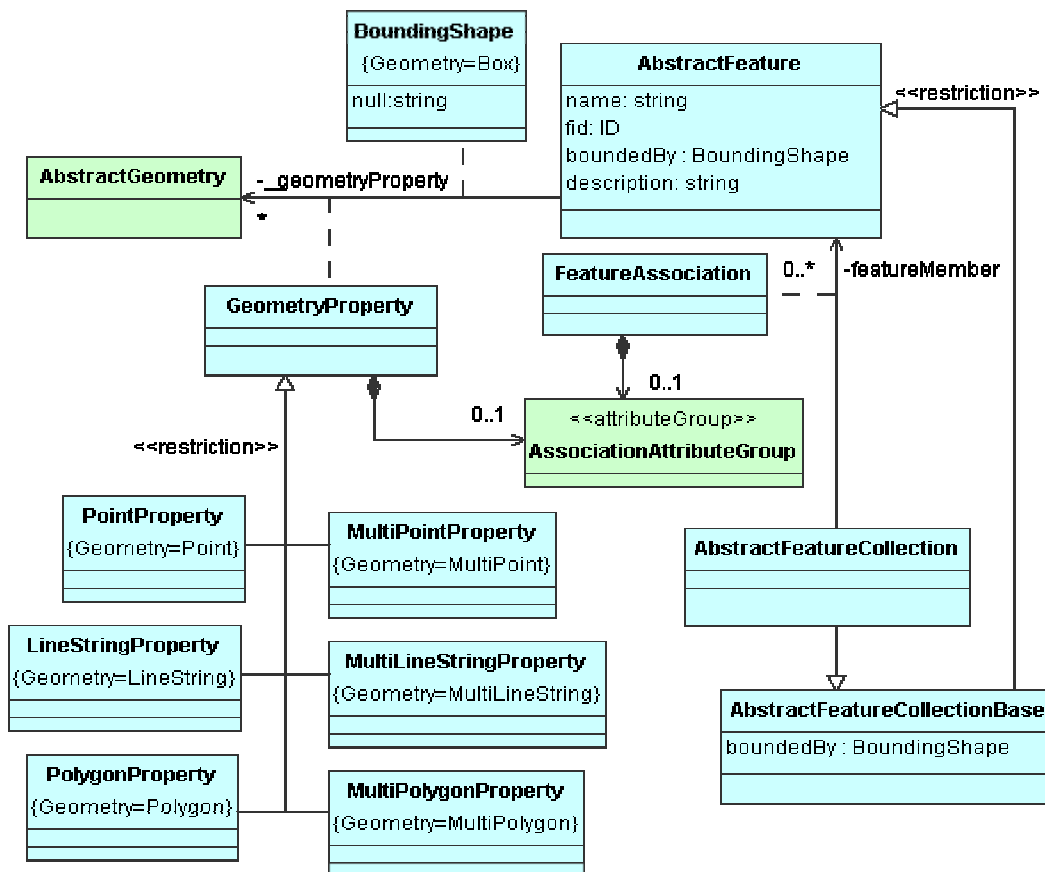 BoundingShape
{Geometry=Box}
null:string
AbstractFeature
name: string
fid: ID
boundedBy : BoundingShape
description: string
<<restriction>>
AbstractGeometry
-_geometryProperty
*
FeatureAssociation
0..*
-featureMember
GeometryProperty
0..1
0..1
<<attributeGroup>>
AssociationAttributeGroup
<<restriction>>
PointProperty
{Geometry=Point}
MultiPointProperty
{Geometry=MultiPoint}
AbstractFeatureCollection
LineStringProperty
{Geometry=LineString}
MultiLineStringProperty
{Geometry=MultiLineString}
AbstractFeatureCollectionBase
boundedBy : BoundingShape
PolygonProperty
{Geometry=Polygon}
MultiPolygonProperty
{Geometry=MultiPolygon}